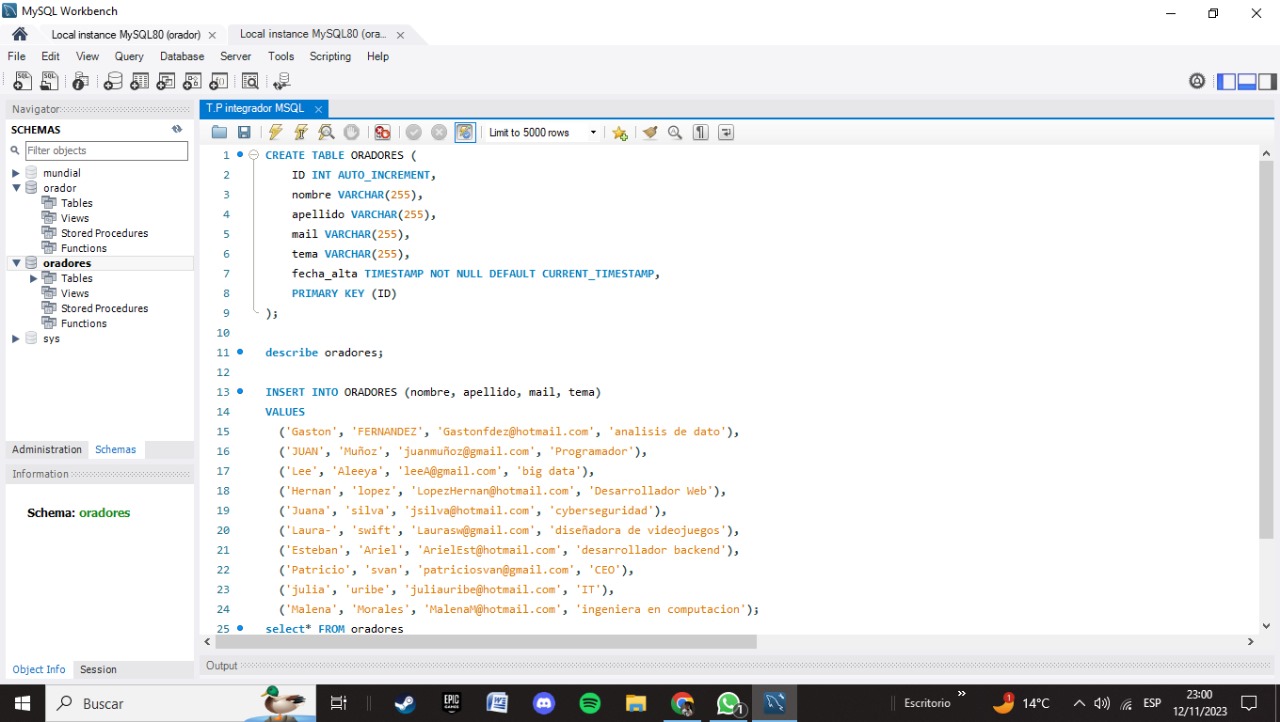 MySQL Workbench
Local instance MySQL80 (orador)
Local instance MySQL80 (ora...
File Edit View Query Database Server Tools Scripting Help
Navigator
SCHEMAS
Filter objects
mundial
orador
Tables
Views
Stored Procedures
Functions
oradores
Tables
Views
Stored Procedures
Functions
sys
Administration Schemas
Information
Schema: oradores
Object Info Session
T.P integrador MSQL
Limit to 5000 rows
1 CREATE TABLE ORADORES (
2 ID INT AUTO_INCREMENT,
3 nombre VARCHAR(255),
4 apellido VARCHAR(255),
5 mail VARCHAR(255),
6 tema VARCHAR(255),
7 fecha_alta TIMESTAMP NOT NULL DEFAULT CURRENT_TIMESTAMP,
8 PRIMARY KEY (ID)
9 );
10
11 describe oradores;
12
13 INSERT INTO ORADORES (nombre, apellido, mail, tema)
14 VALUES
15 ('Gaston', 'FERNANDEZ', 'Gastonfdez@hotmail.com', 'analisis de dato'),
16 ('JUAN', 'Muñoz', 'juanmuñoz@gmail.com', 'Programador'),
17 ('Lee', 'Aleeya', 'leeA@gmail.com', 'big data'),
18 ('Hernan', 'lopez', 'LopezHernan@hotmail.com', 'Desarrollador Web'),
19 ('Juana', 'silva', 'jsilva@hotmail.com', 'cyberseguridad'),
20 ('Laura-', 'swift', 'Laurasw@gmail.com', 'diseñadora de videojuegos'),
21 ('Esteban', 'Ariel', 'ArielEst@hotmail.com', 'desarrollador backend'),
22 ('Patricio', 'svan', 'patriciosvan@gmail.com', 'CEO'),
23 ('julia', 'uribe', 'juliauribe@hotmail.com', 'IT'),
24 ('Malena', 'Morales', 'MalenaM@hotmail.com', 'ingeniera en computacion');
25 select* FROM oradores
Output
Buscar
EPIC GAMES
1
Escritorio
1
14°C
ESP
23:00
12/11/2023